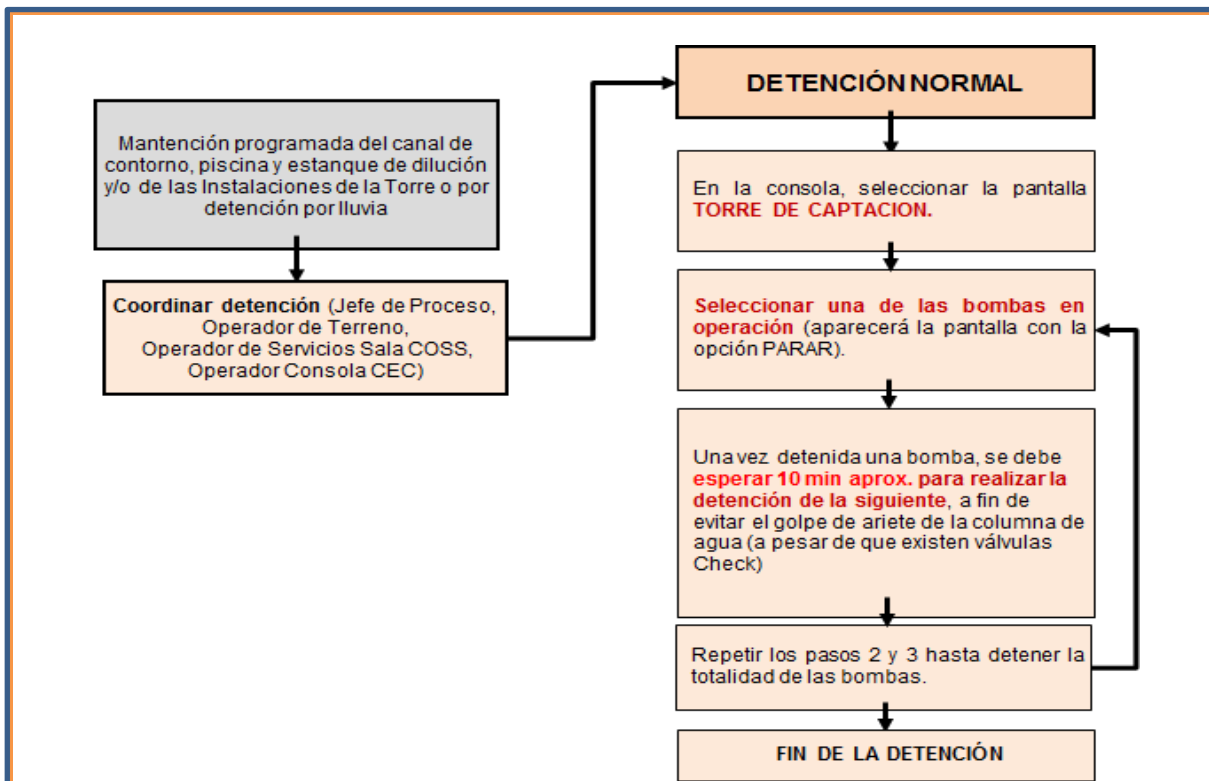 Mantención programada del canal de
contorno, piscina y estanque de dilución
y/o de las Instalaciones de la Torre o por
detención por lluvia
Coordinar detención (Jefe de Proceso,
Operador de Terreno,
Operador de Servicios Sala COSS,
Operador Consola CEC)
DETENCIÓN NORMAL
En la consola, seleccionar la pantalla
TORRE DE CAPTACION.
Seleccionar una de las bombas en
operación (aparecerá la pantalla con la
opción PARAR).
Una vez detenida una bomba, se debe
esperar 10 min aprox. para realizar la
detención de la siguiente, a fin de
evitar el golpe de ariete de la columna de
agua (a pesar de que existen válvulas
Check)
Repetir los pasos 2 y 3 hasta detener la
totalidad de las bombas.
FIN DE LA DETENCIÓN